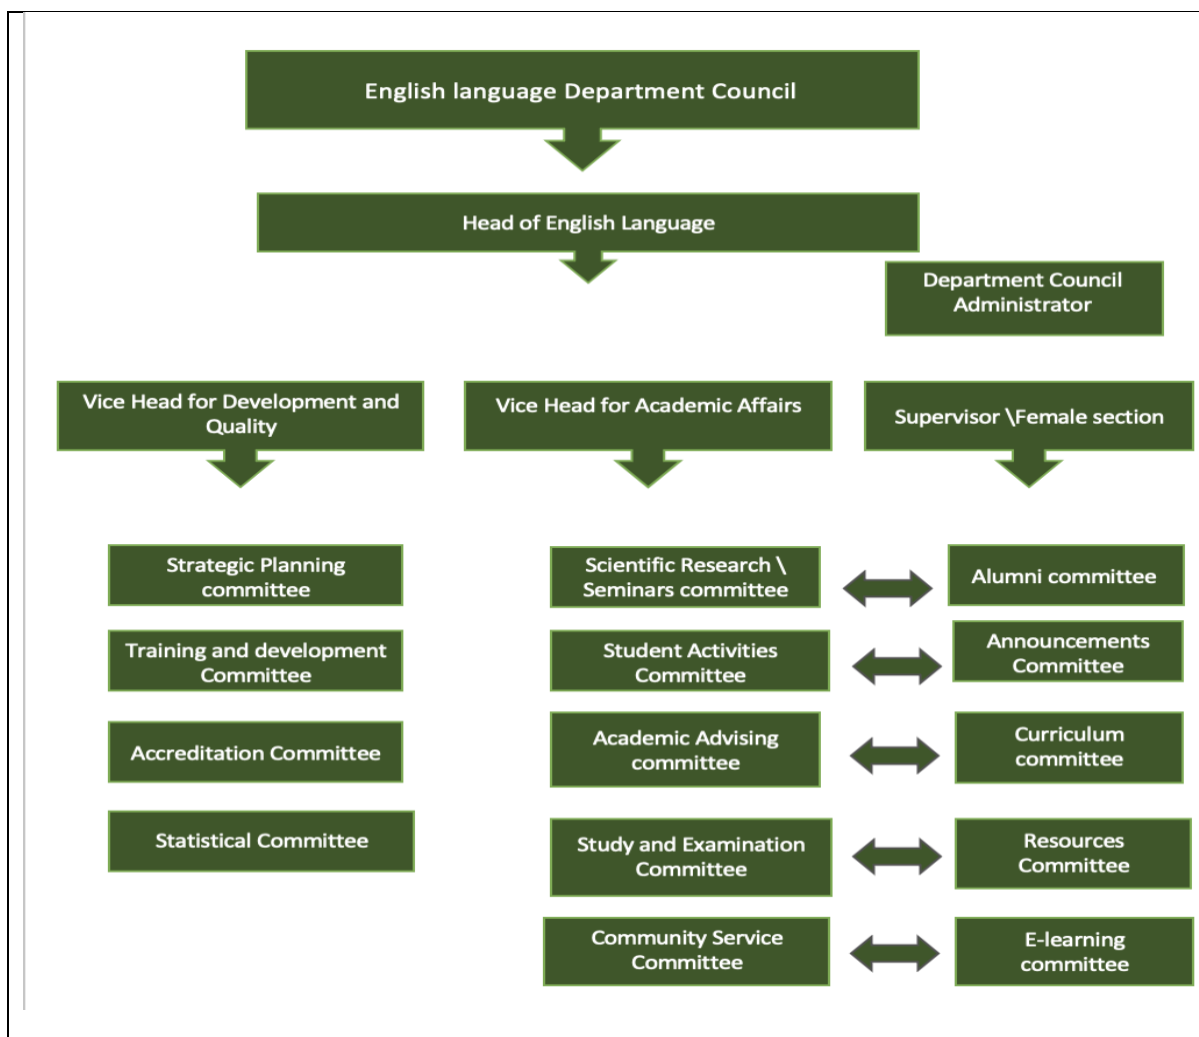 English language Department Council
Head of English Language
Department Council
Administrator
Vice Head for Development and
Quality
Vice Head for Academic Affairs
Supervisor \Female section
Strategic Planning
committee
Scientific Research \
Seminars committee
Alumni committee
Training and development
Committee
Student Activities
Committee
Announcements
Committee
Accreditation Committee
Academic Advising
committee
Curriculum
committee
Statistical Committee
Study and Examination
Committee
Resources
Committee
Community Service
Committee
E-learning
committee